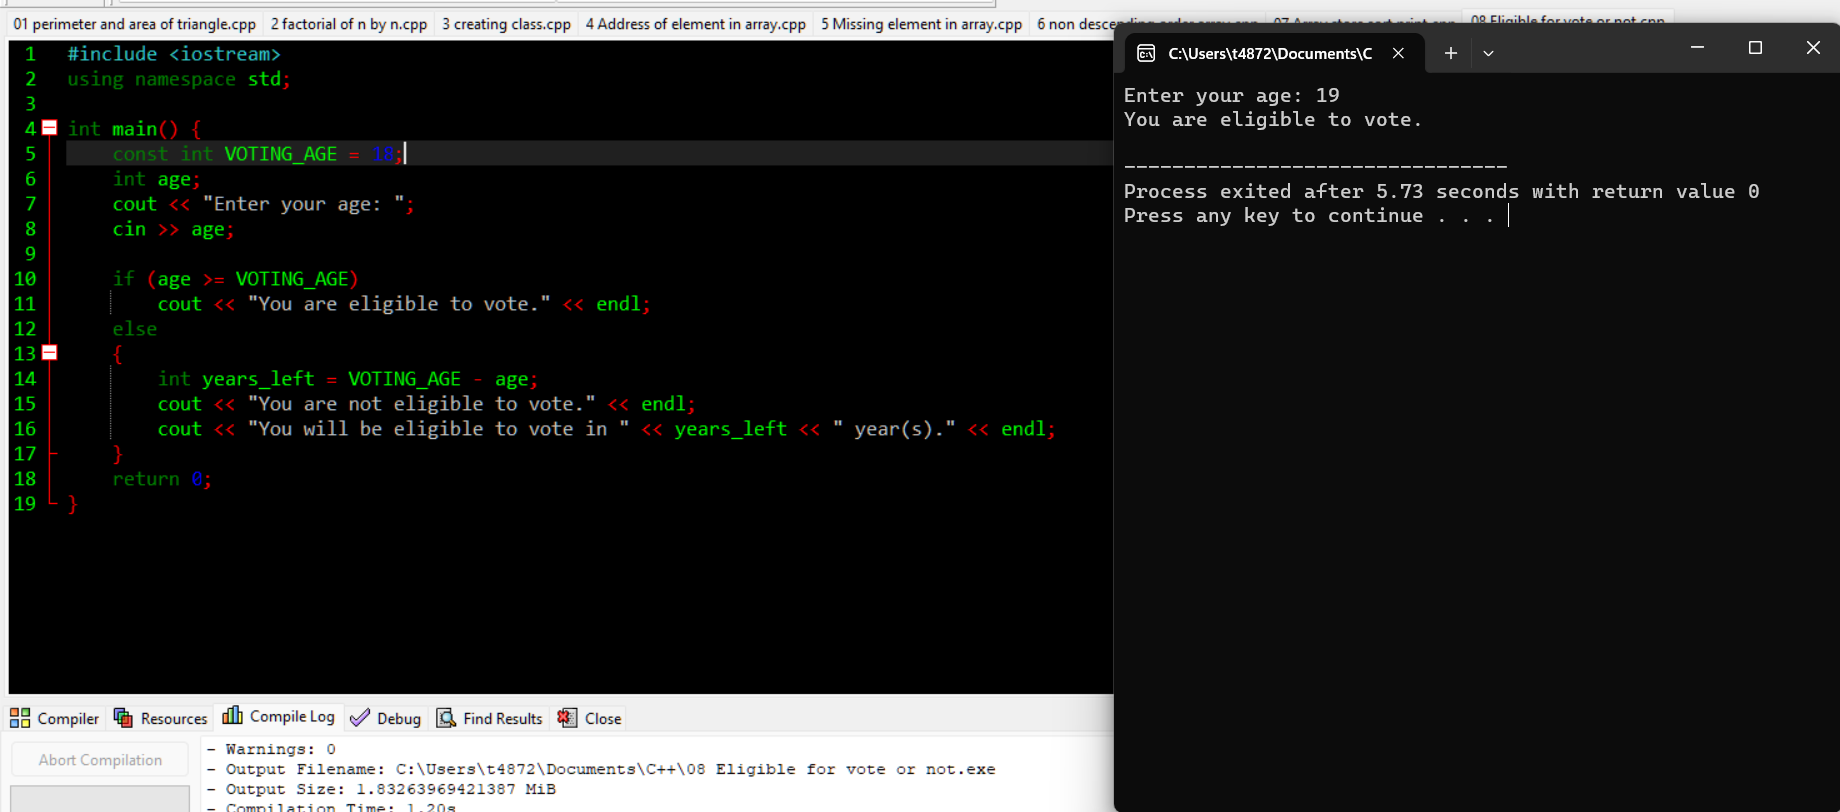 01 perimeter and area of triangle.cpp 2 factorial of n by n.cpp 3 creating class.cpp 4 Address of element in array.cpp 5 Missing element in array.cpp 6 non descending order array.cpp 07 Array store sort print.cpp 08 Eligible for vote or not.cpp
1 #include <iostream>
2 using namespace std;
3
4 int main() {
5 const int VOTING_AGE = 18;
6 int age;
7 cout << "Enter your age: ";
8 cin >> age;
9
10 if (age >= VOTING_AGE)
11 cout << "You are eligible to vote." << endl;
12 else
13 {
14 int years_left = VOTING_AGE - age;
15 cout << "You are not eligible to vote." << endl;
16 cout << "You will be eligible to vote in " << years_left << " year(s)." << endl;
17 }
18 return 0;
19 }
C:\Users\t4872\Documents\C
Enter your age: 19
You are eligible to vote.
--------------------------------
Process exited after 5.73 seconds with return value 0
Press any key to continue . . .
Compiler Resources Compile Log Debug Find Results Close
Abort Compilation
- Warnings: 0
- Output Filename: C:\Users\t4872\Documents\C++\08 Eligible for vote or not.exe
- Output Size: 1.83263969421387 MiB
- Compilation Time: 1.20s